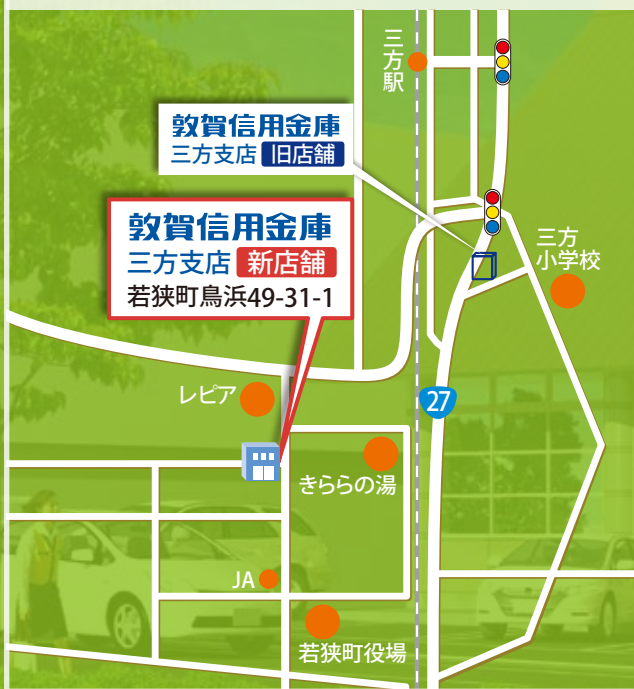 三方駅
敦賀信用金庫
三方支店 旧店舗
敦賀信用金庫
三方支店 新店舗
若狭町鳥浜49-31-1
三方
小学校
レピア
27
きららの湯
JA
若狭町役場